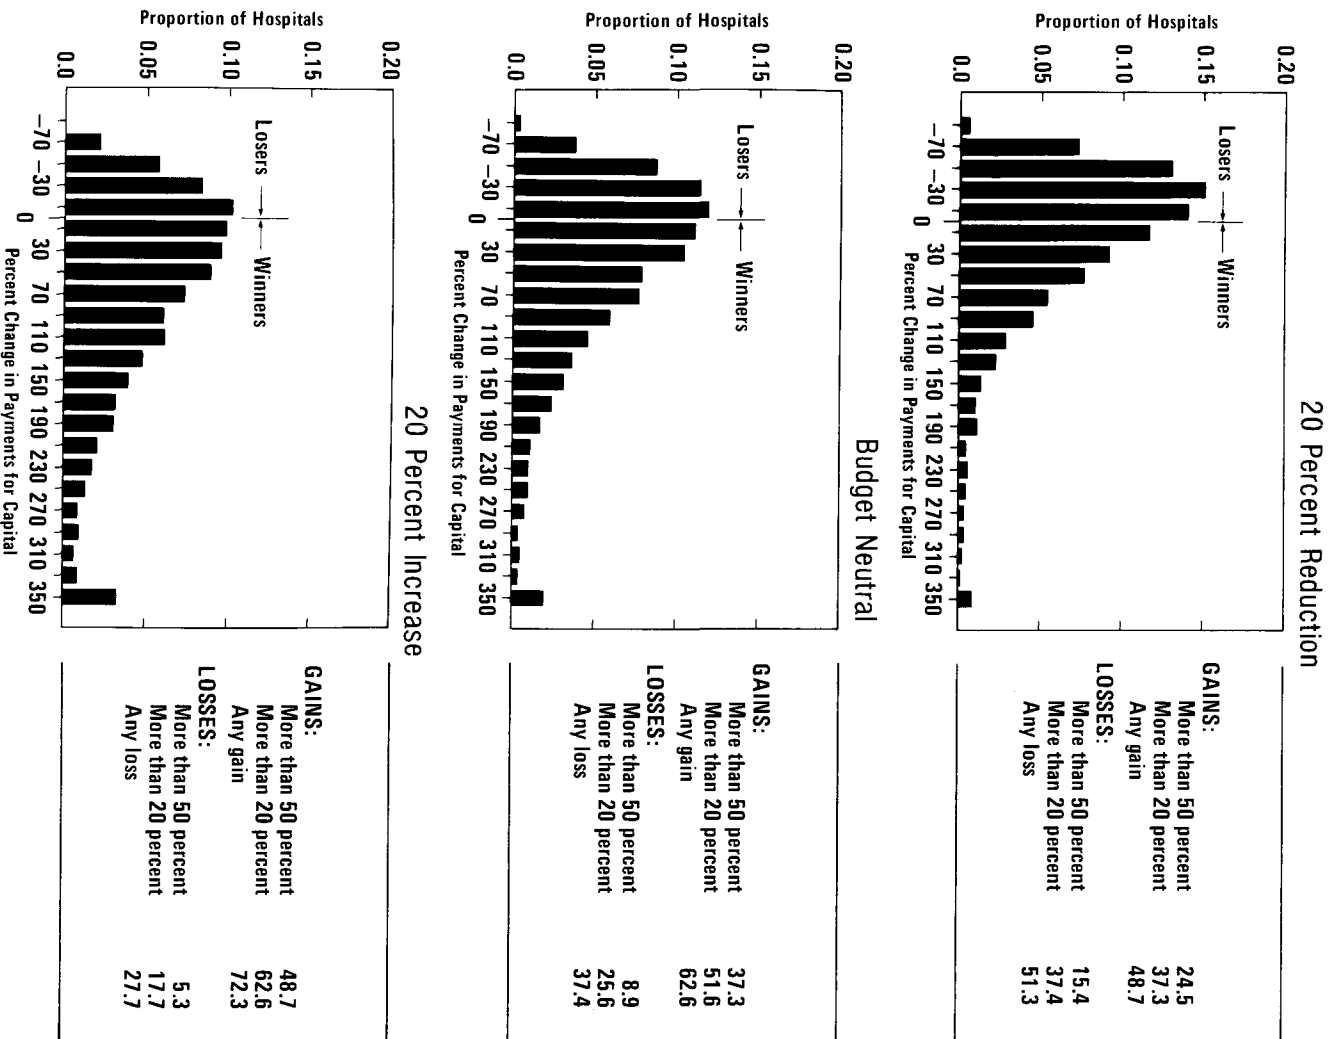 20 Percent Reduction
Proportion of Hospitals
0.20
0.15
0.10
0.05
0.0
Losers
Winners
−70
−30
0
30
70
110
150
190
230
270
310
350
Percent Change in Payments for Capital
GAINS:
More than 50 percent 24.5
More than 20 percent 37.3
Any gain 48.7
LOSSES:
More than 50 percent 15.4
More than 20 percent 37.4
Any loss 51.3
Budget Neutral
Proportion of Hospitals
0.20
0.15
0.10
0.05
0.0
Losers
Winners
−70
−30
0
30
70
110
150
190
230
270
310
350
Percent Change in Payments for Capital
GAINS:
More than 50 percent 37.3
More than 20 percent 51.6
Any gain 62.6
LOSSES:
More than 50 percent 8.9
More than 20 percent 25.6
Any loss 37.4
20 Percent Increase
Proportion of Hospitals
0.20
0.15
0.10
0.05
0.0
Losers
Winners
−70
−30
0
30
70
110
150
190
230
270
310
350
Percent Change in Payments for Capital
GAINS:
More than 50 percent 48.7
More than 20 percent 62.6
Any gain 72.3
LOSSES:
More than 50 percent 5.3
More than 20 percent 17.7
Any loss 27.7